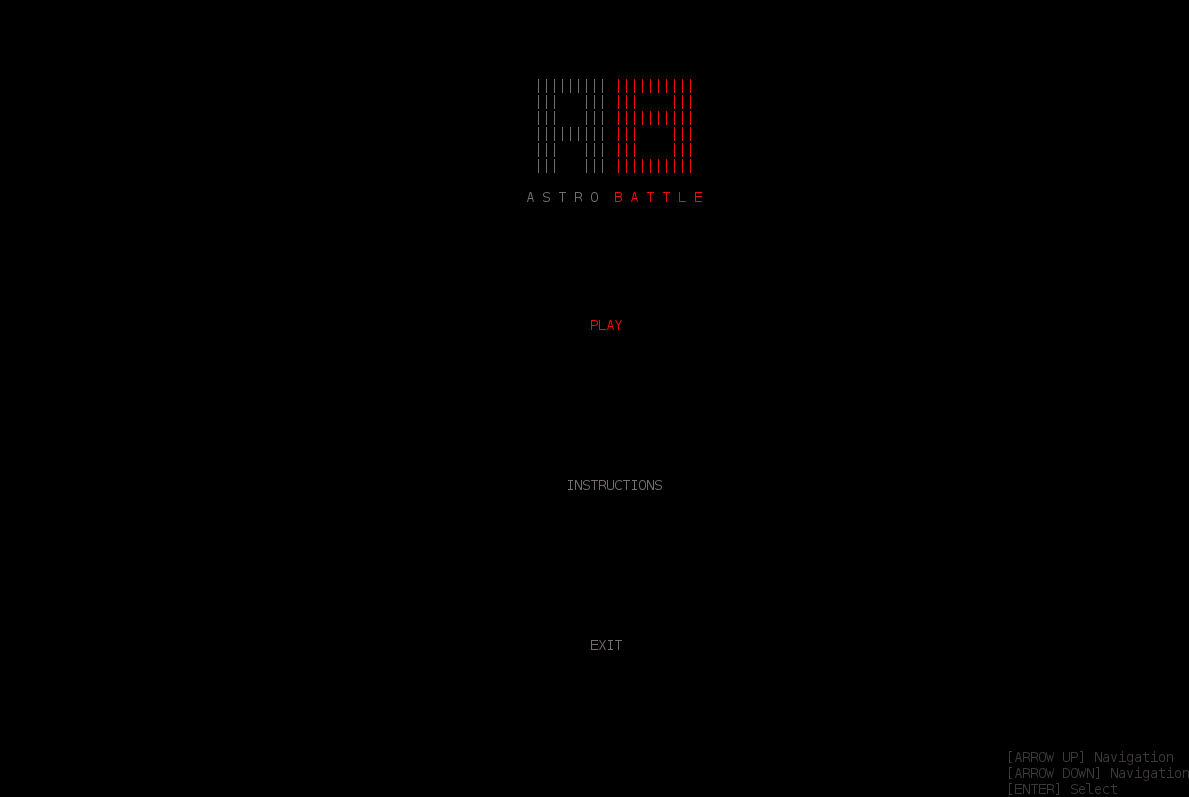 A S T R O B A T T L E
PLAY
INSTRUCTIONS
EXIT
[ARROW UP] Navigation
[ARROW DOWN] Navigation
[ENTER] Select